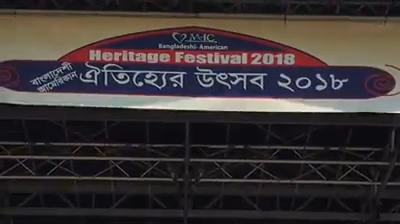 MAC
Bangladeshi-American
Heritage Festival 2018
বাংলাদেশী
আমেরিকান
ঐতিহ্যের উৎসব ২০১৮